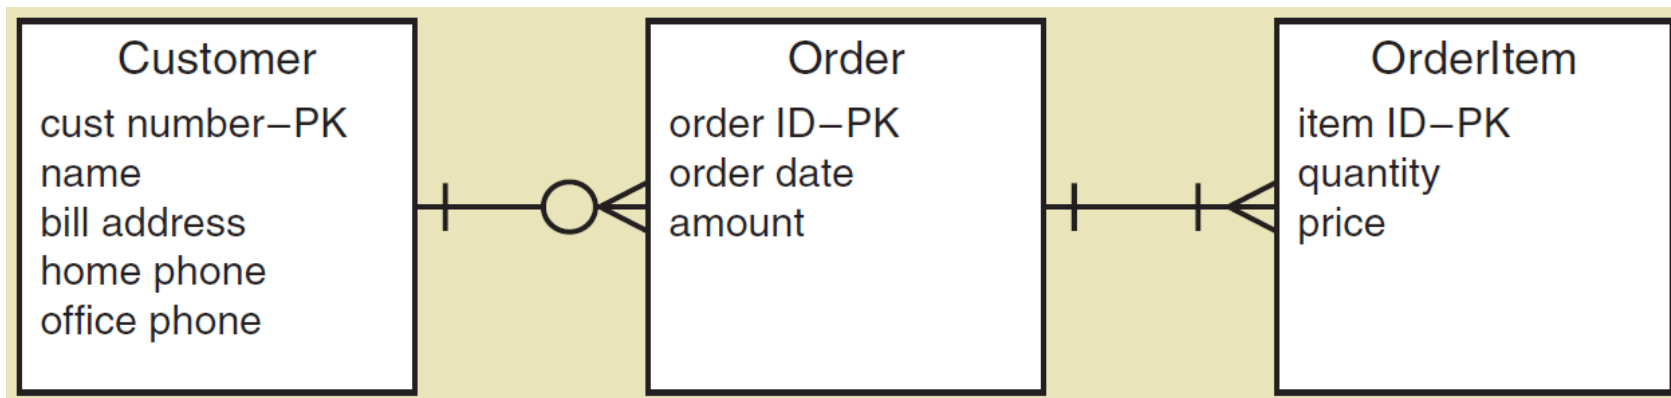 Customer
cust number–PK
name
bill address
home phone
office phone
Order
order ID–PK
order date
amount
OrderItem
item ID–PK
quantity
price